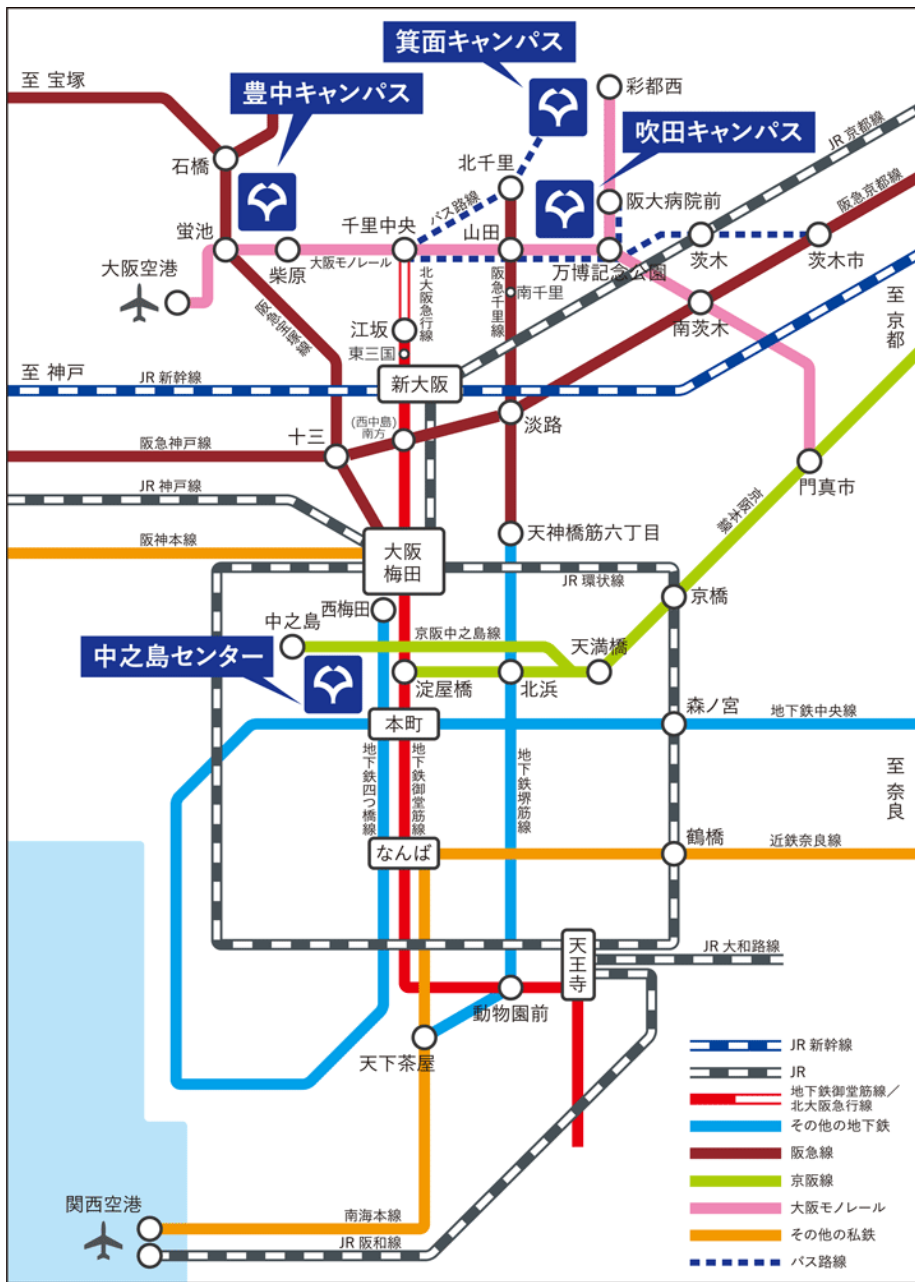 箕面キャンパス
至 宝塚
豊中キャンパス
彩都西
吹田キャンパス
JR 京都線
石橋
北千里
阪大病院前
阪急京都線
バス路線
千里中央
山田
蛍池
大阪モノレール
柴原
万博記念公園
茨木
茨木市
大阪空港
北大阪急行線
阪急千里線
南千里
南茨木
至 京都
阪急宝塚線
江坂
東三国
至 神戸
JR 新幹線
新大阪
(西中島)
南方
淡路
十三
阪急神戸線
門真市
JR 神戸線
京阪本線
天神橋筋六丁目
阪神本線
大阪
梅田
JR 環状線
京橋
西梅田
中之島
京阪中之島線
天満橋
中之島センター
淀屋橋
北浜
森ノ宮
地下鉄中央線
本町
地下鉄四つ橋線
地下鉄御堂筋線
地下鉄堺筋線
至 奈良
なんば
鶴橋
近鉄奈良線
天王寺
JR 大和路線
動物園前
天下茶屋
JR 新幹線
JR
地下鉄御堂筋線／
北大阪急行線
その他の地下鉄
阪急線
京阪線
大阪モノレール
その他の私鉄
バス路線
関西空港
南海本線
JR 阪和線